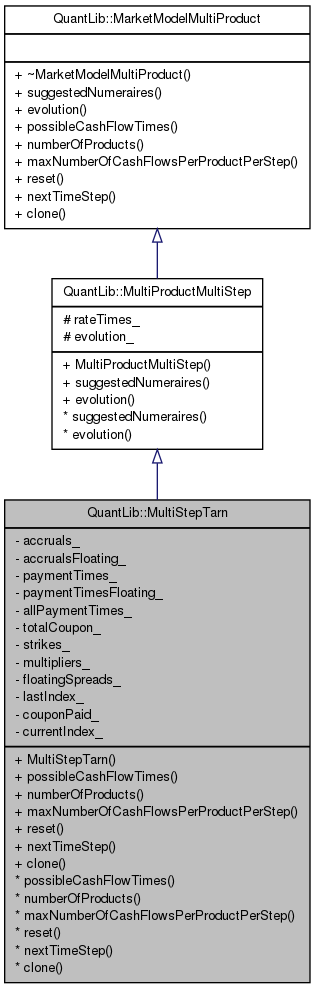 QuantLib::MarketModelMultiProduct
+ ~MarketModelMultiProduct()
+ suggestedNumeraires()
+ evolution()
+ possibleCashFlowTimes()
+ numberOfProducts()
+ maxNumberOfCashFlowsPerProductPerStep()
+ reset()
+ nextTimeStep()
+ clone()
QuantLib::MultiProductMultiStep
# rateTimes_
# evolution_
+ MultiProductMultiStep()
+ suggestedNumeraires()
+ evolution()
* suggestedNumeraires()
* evolution()
QuantLib::MultiStepTarn
- accruals_
- accrualsFloating_
- paymentTimes_
- paymentTimesFloating_
- allPaymentTimes_
- totalCoupon_
- strikes_
- multipliers_
- floatingSpreads_
- lastIndex_
- couponPaid_
- currentIndex_
+ MultiStepTarn()
+ possibleCashFlowTimes()
+ numberOfProducts()
+ maxNumberOfCashFlowsPerProductPerStep()
+ reset()
+ nextTimeStep()
+ clone()
* possibleCashFlowTimes()
* numberOfProducts()
* maxNumberOfCashFlowsPerProductPerStep()
* reset()
* nextTimeStep()
* clone()